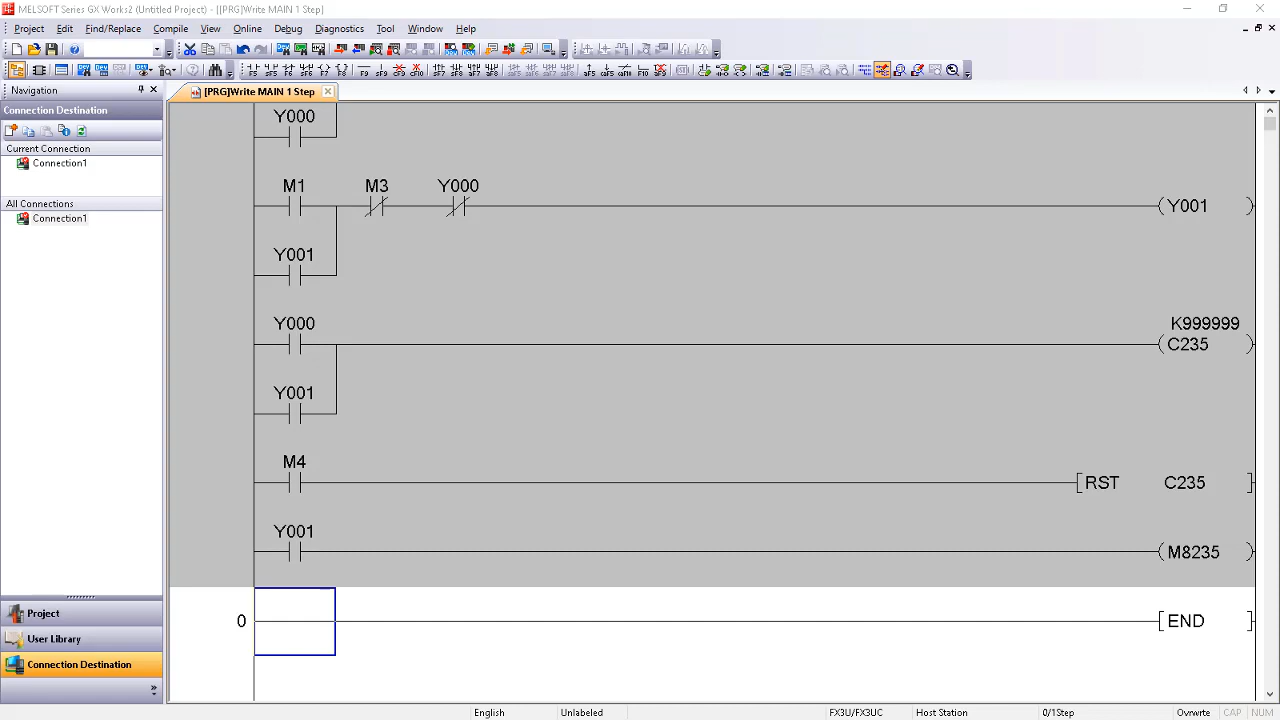 MELSOFT Series GX Works2 (Untitled Project) - [[PRG]Write MAIN 1 Step]
Project Edit Find/Replace Compile View Online Debug Diagnostics Tool Window Help
Navigation
[PRG]Write MAIN 1 Step
Connection Destination
Current Connection
Connection1
All Connections
Connection1
Project
User Library
Connection Destination
Y000
M1 M3 Y000
Y001
Y001
Y000 K999999
C235
Y001
M4
RST C235
Y001
M8235
0 END
English Unlabeled FX3U/FX3UC Host Station 0/1Step Ovrwrte CAP NUM